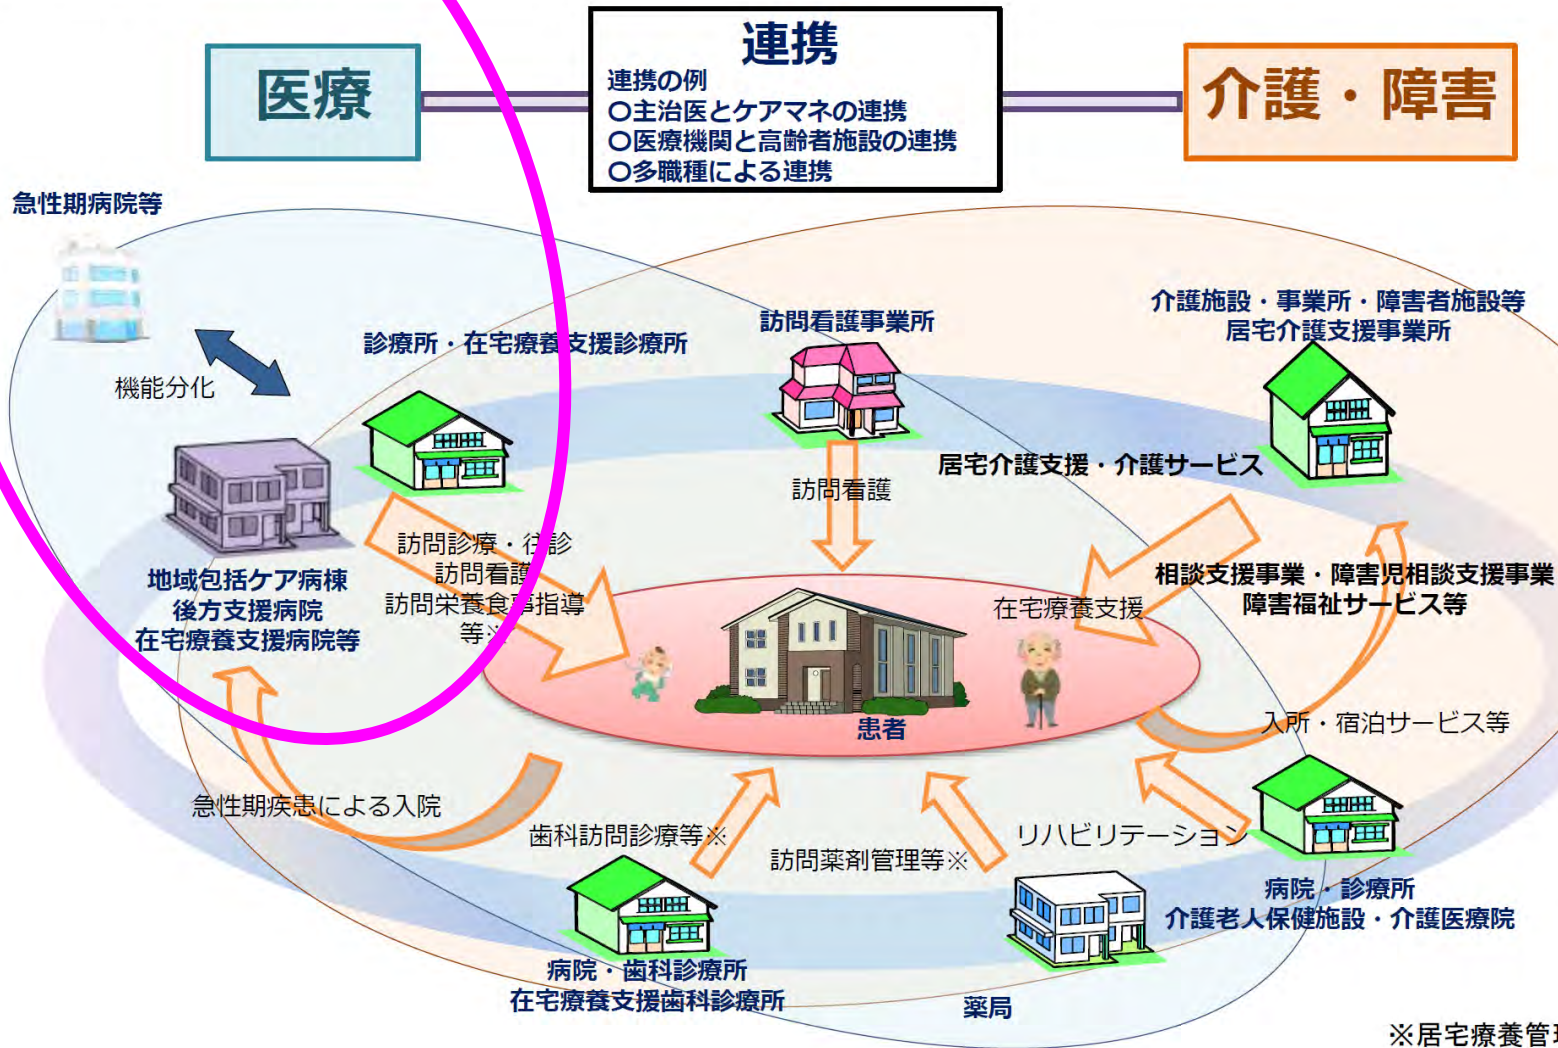 医療
連携
連携の例
○主治医とケアマネの連携
○医療機関と高齢者施設の連携
○多職種による連携
介護・障害
急性期病院等
機能分化
診療所・在宅療養支援診療所
訪問看護事業所
介護施設・事業所・障害者施設等
居宅介護支援事業所
訪問看護
居宅介護支援・介護サービス
訪問診療・往診
訪問看護
訪問栄養食事指導
等※
地域包括ケア病棟
後方支援病院
在宅療養支援病院等
在宅療養支援
相談支援事業・障害児相談支援事業
障害福祉サービス等
患者
入所・宿泊サービス等
急性期疾患による入院
歯科訪問診療等※
訪問薬剤管理等※
リハビリテーション
病院・診療所
介護老人保健施設・介護医療院
病院・歯科診療所
在宅療養支援歯科診療所
薬局
※居宅療養管